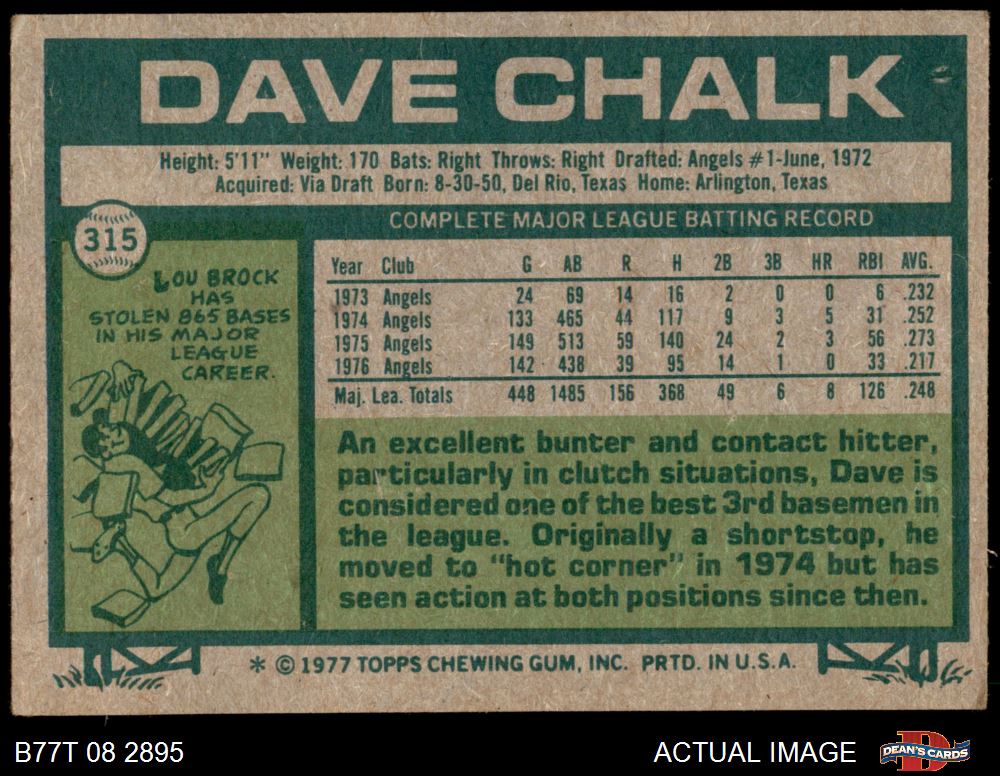 DAVE CHALK
Height: 5'11" Weight: 170 Bats: Right Throws: Right Drafted: Angels #1-June, 1972
Acquired: Via Draft Born: 8-30-50, Del Rio, Texas Home: Arlington, Texas
315
LOU BROCK
HAS
STOLEN 865 BASES
IN HIS MAJOR
LEAGUE
CAREER.
COMPLETE MAJOR LEAGUE BATTING RECORD
Year Club G AB R H 2B 3B HR RBI AVG.
1973 Angels 24 69 14 16 2 0 0 6 .232
1974 Angels 133 465 44 117 9 3 5 31 .252
1975 Angels 149 513 59 140 24 2 3 56 .273
1976 Angels 142 438 39 95 14 1 0 33 .217
Maj. Lea. Totals 448 1485 156 368 49 6 8 126 .248
An excellent bunter and contact hitter,
particularly in clutch situations, Dave is
considered one of the best 3rd basemen in
the league. Originally a shortstop, he
moved to "hot corner" in 1974 but has
seen action at both positions since then.
* © 1977 TOPPS CHEWING GUM, INC. PRTD. IN U.S.A.
B77T 08 2895
ACTUAL IMAGE
D
DEAN'S CARDS